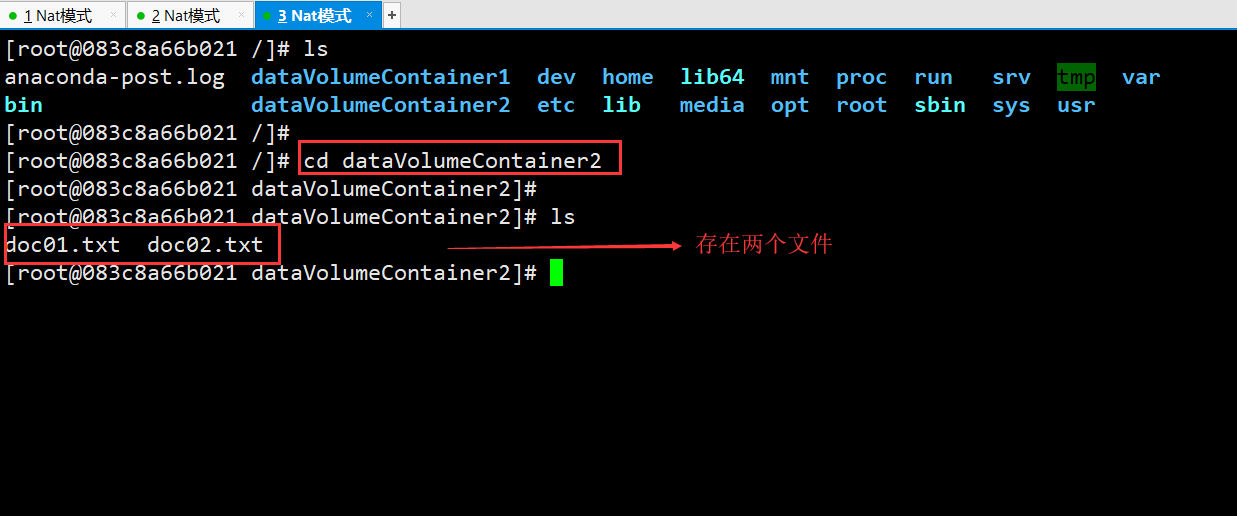 1 Nat模式 × 2 Nat模式 × 3 Nat模式 × +
[root@083c8a66b021 /]# ls
anaconda-post.log dataVolumeContainer1 dev home lib64 mnt proc run srv tmp var
bin dataVolumeContainer2 etc lib media opt root sbin sys usr
[root@083c8a66b021 /]#
[root@083c8a66b021 /]# cd dataVolumeContainer2
[root@083c8a66b021 dataVolumeContainer2]#
[root@083c8a66b021 dataVolumeContainer2]# ls
doc01.txt doc02.txt 存在两个文件
[root@083c8a66b021 dataVolumeContainer2]#